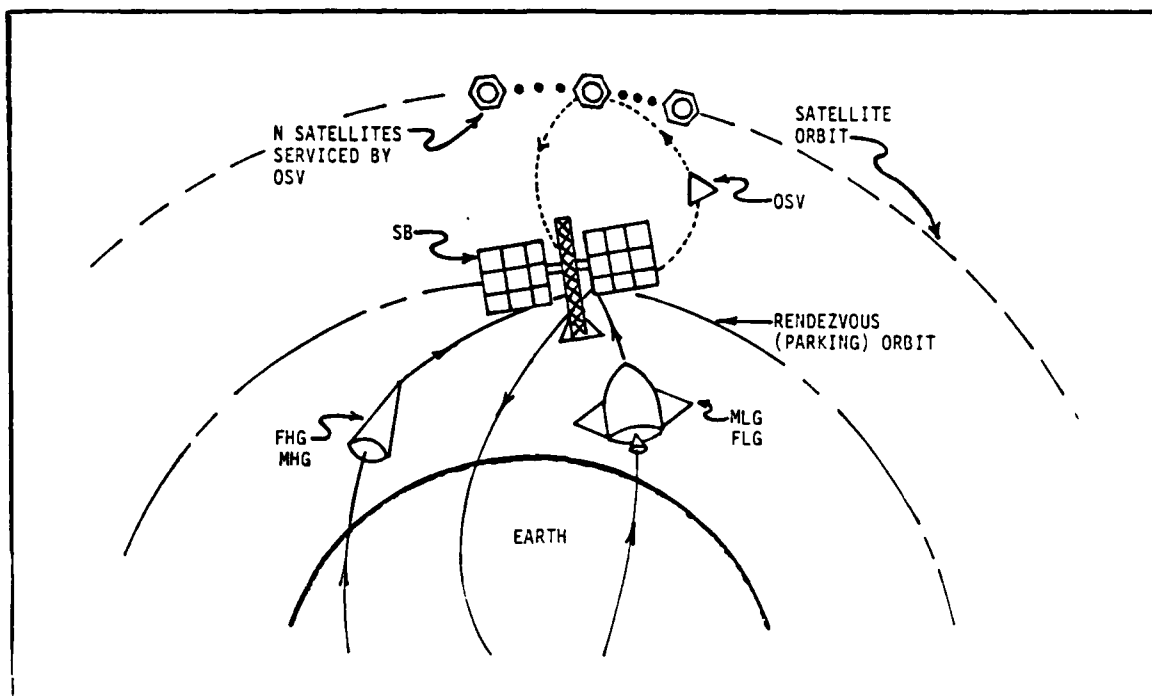 N SATELLITES
SERVICED BY
OSV
SATELLITE
ORBIT
OSV
SB
RENDEZVOUS
(PARKING) ORBIT
FHG
MHG
MLG
FLG
EARTH